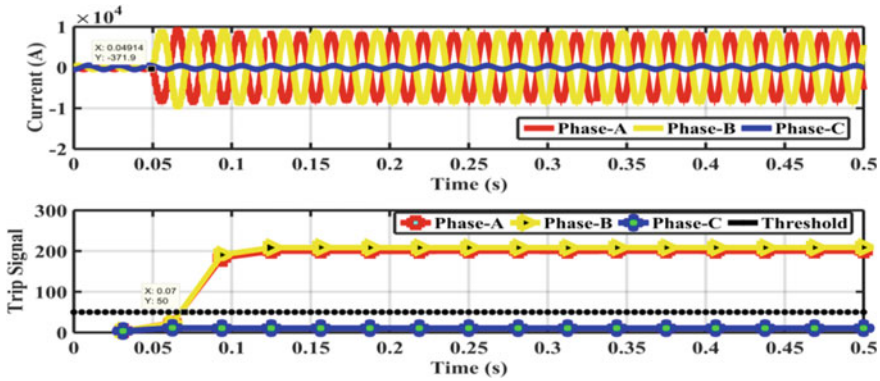 ×10⁴
1
0
-1
-2
Current (A)
X: 0.04914
Y: -371.9
Phase-A Phase-B Phase-C
0 0.05 0.1 0.15 0.2 0.25 0.3 0.35 0.4 0.45 0.5
Time (s)
300
200
100
0
Trip Signal
Phase-A Phase-B Phase-C Threshold
X: 0.07
Y: 50
0 0.05 0.1 0.15 0.2 0.25 0.3 0.35 0.4 0.45 0.5
Time (s)